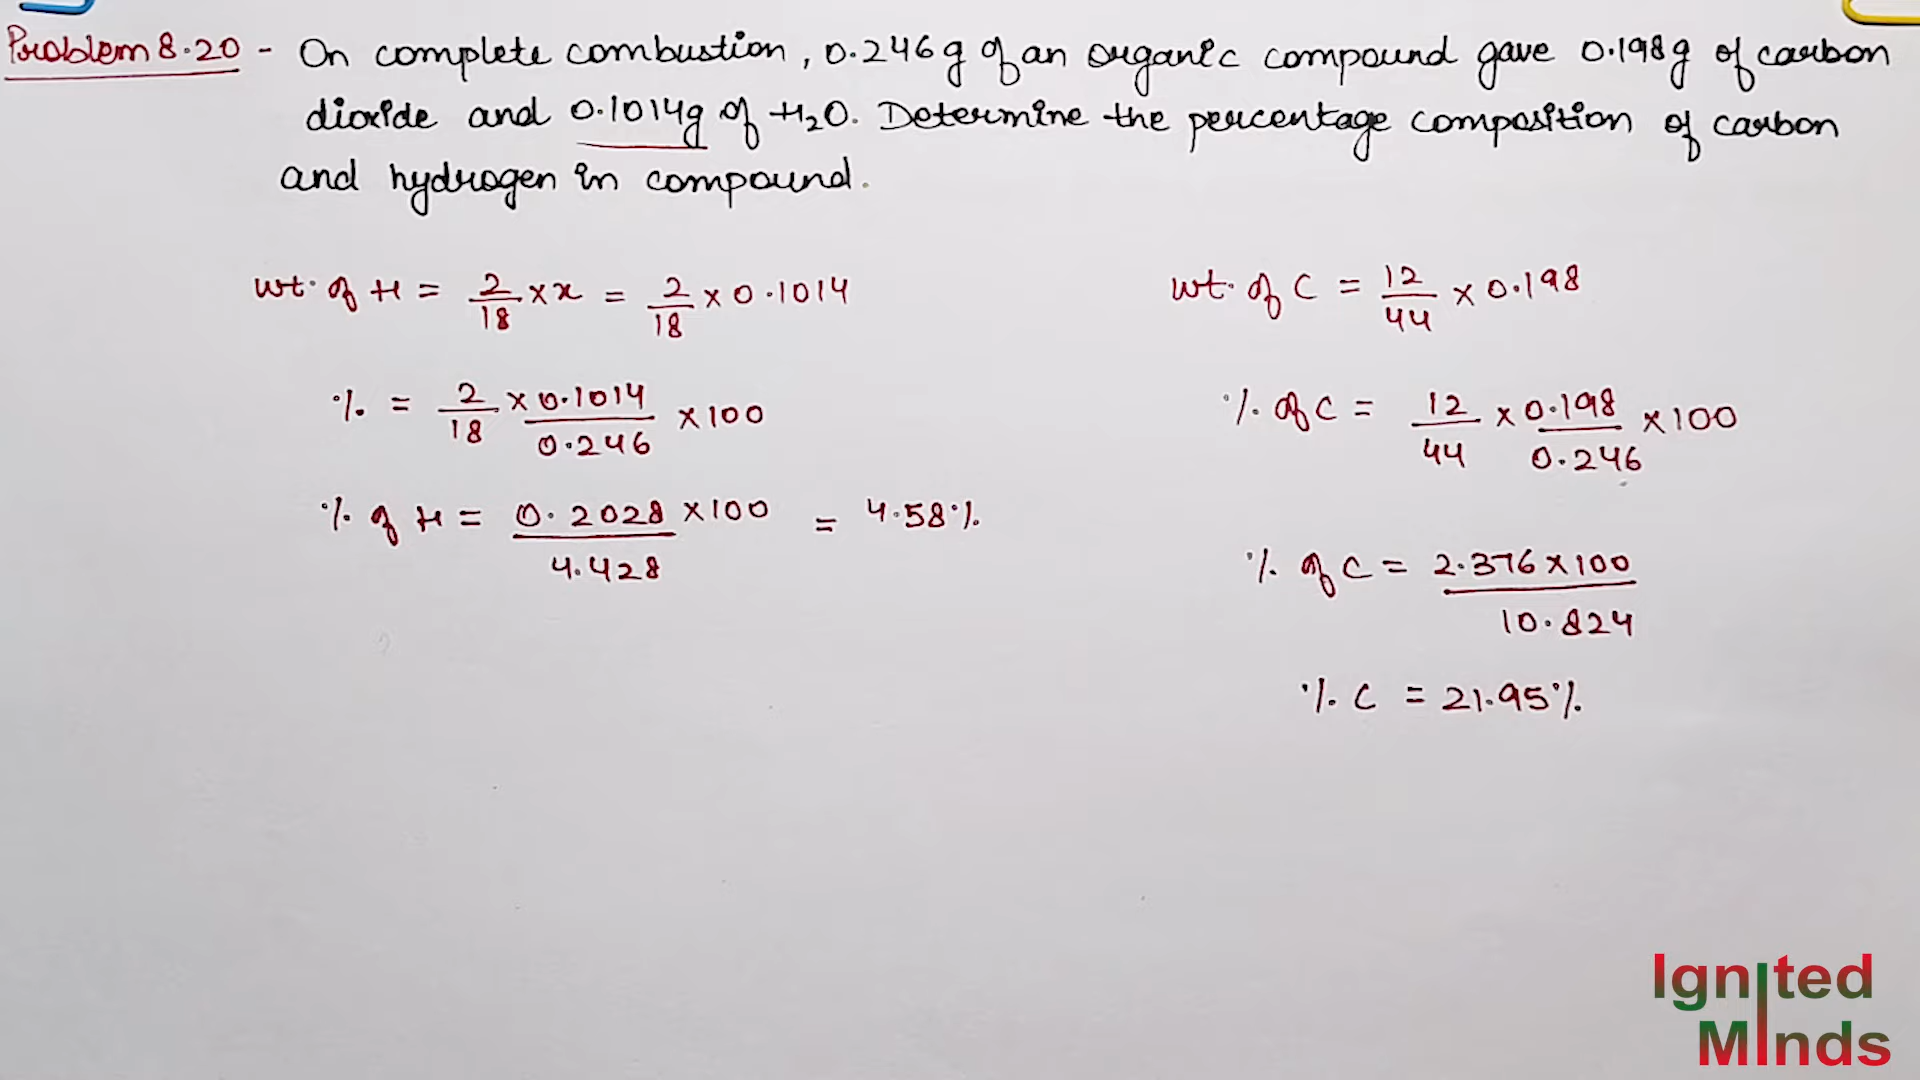 Problem 8.20 - On complete combustion, 0.246g of an organic compound gave 0.198g of carbon
dioxide and 0.1014g of H₂O. Determine the percentage composition of carbon
and hydrogen in compound.
wt. of H = 2/18 × x = 2/18 × 0.1014
% = 2/18 × 0.1014/0.246 × 100
% of H = 0.2028 × 100 / 4.428 = 4.58%
wt. of C = 12/44 × 0.198
% of C = 12/44 × 0.198/0.246 × 100
% of C = 2.376 × 100 / 10.824
% C = 21.95%
Ignited
Minds